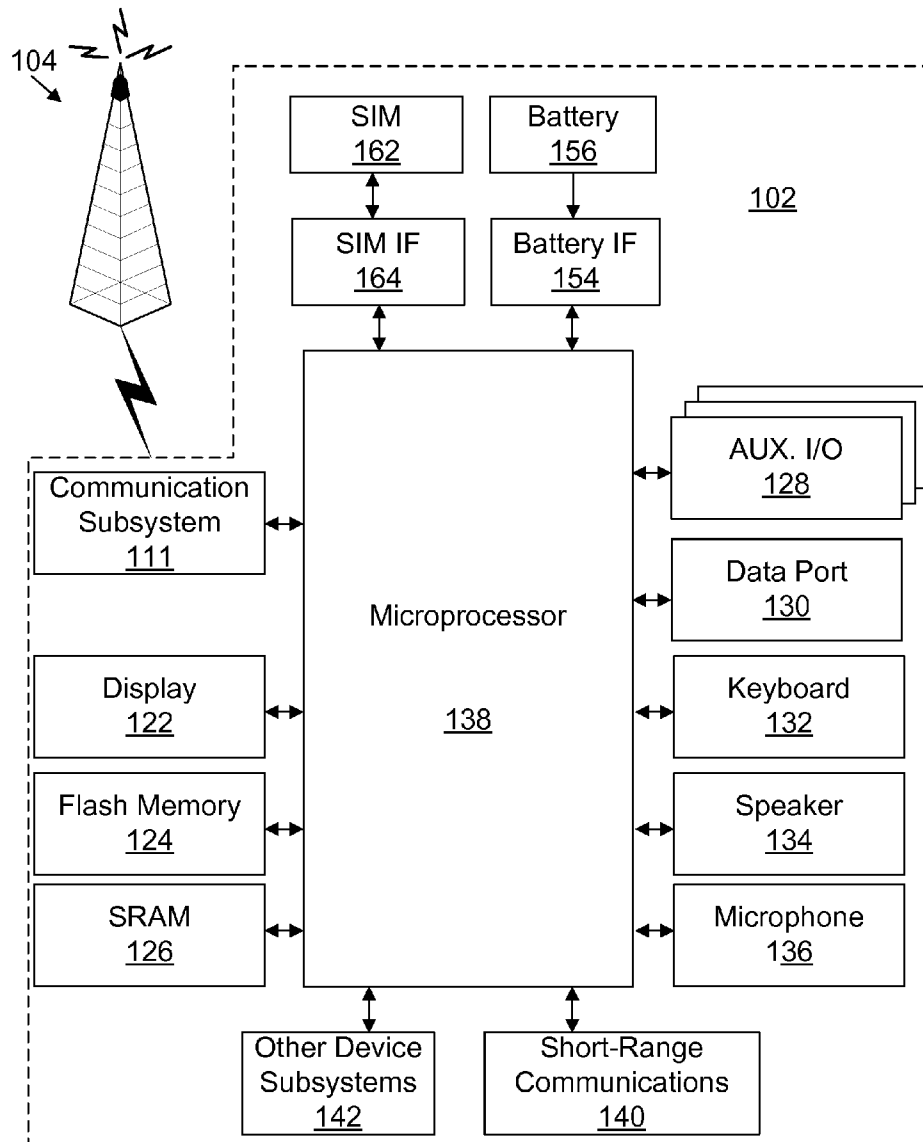 104
SIM
162
Battery
156
102
SIM IF
164
Battery IF
154
AUX. I/O
128
Communication
Subsystem
111
Data Port
130
Microprocessor
138
Display
122
Keyboard
132
Flash Memory
124
Speaker
134
SRAM
126
Microphone
136
Other Device
Subsystems
142
Short-Range
Communications
140